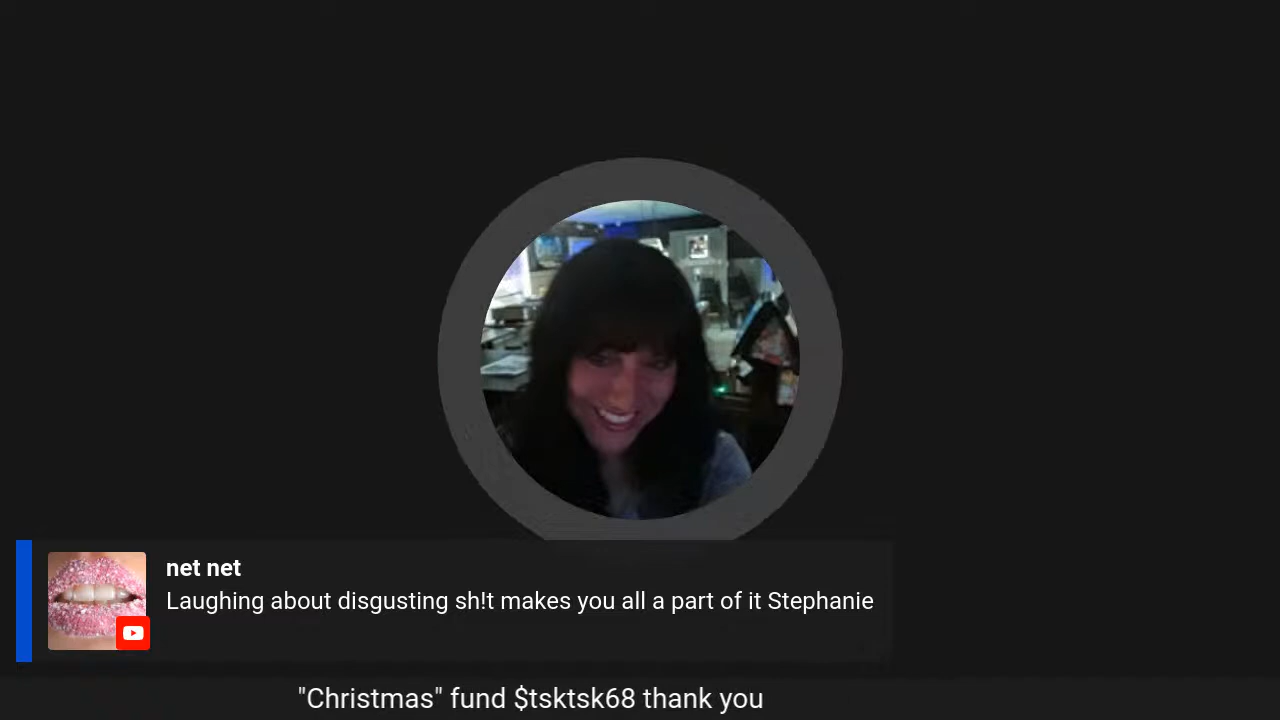 net net
Laughing about disgusting sh!t makes you all a part of it Stephanie
"Christmas" fund $tsktsk68 thank you